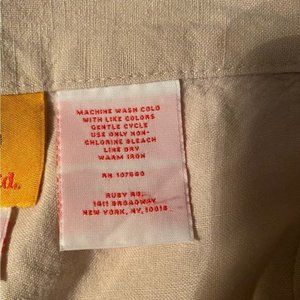 MACHINE WASH COLD
WITH LIKE COLORS
GENTLE CYCLE
USE ONLY NON-
CHLORINE BLEACH
LINE DRY
WARM IRON
RN 107660
RUBY RD.
1411 BROADWAY
NEW YORK, NY, 10018
d.